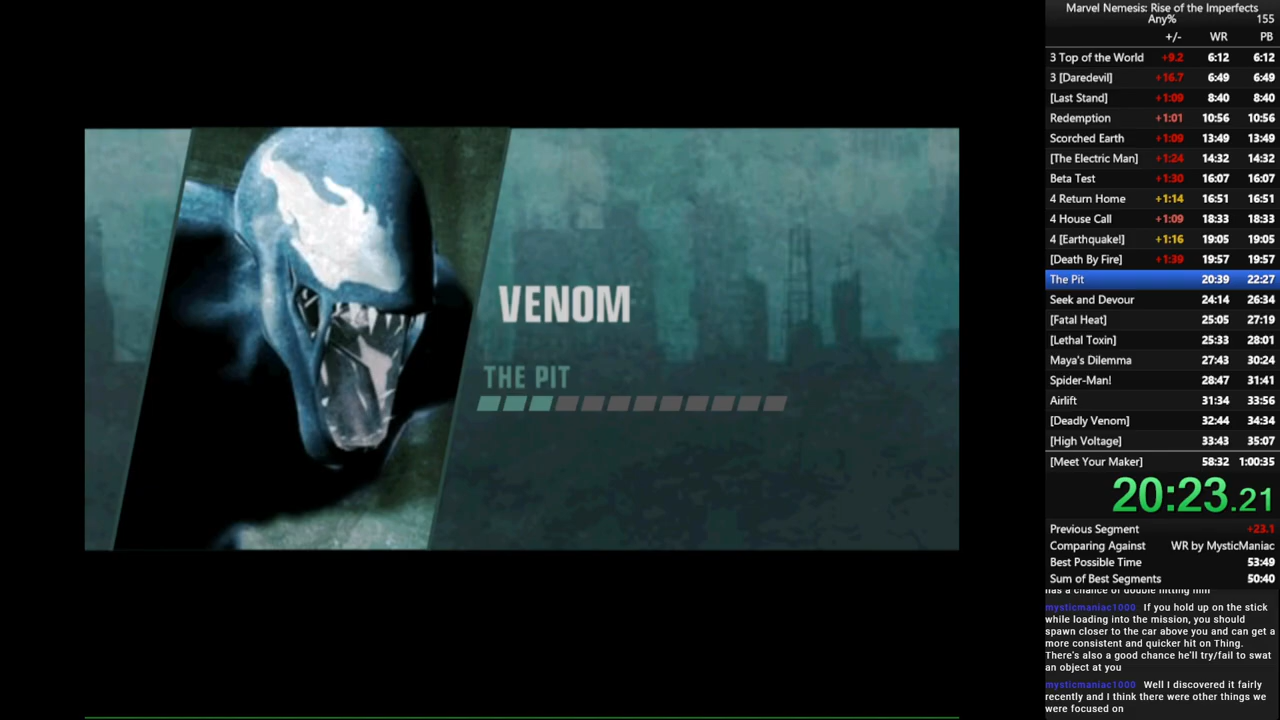 Marvel Nemesis: Rise of the Imperfects
Any% 155
+/- WR PB
3 Top of the World +9.2 6:12 6:12
3 [Daredevil] +16.7 6:49 6:49
[Last Stand] +1:09 8:40 8:40
Redemption +1:01 10:56 10:56
Scorched Earth +1:09 13:49 13:49
[The Electric Man] +1:24 14:32 14:32
Beta Test +1:30 16:07 16:07
4 Return Home +1:14 16:51 16:51
4 House Call +1:09 18:33 18:33
4 [Earthquake!] +1:16 19:05 19:05
[Death By Fire] +1:39 19:57 19:57
The Pit 20:39 22:27
Seek and Devour 24:14 26:34
[Fatal Heat] 25:05 27:19
[Lethal Toxin] 25:33 28:01
Maya's Dilemma 27:43 30:24
Spider-Man! 28:47 31:41
Airlift 31:34 33:56
[Deadly Venom] 32:44 34:34
[High Voltage] 33:43 35:07
[Meet Your Maker] 58:32 1:00:35
20:23.21
Previous Segment +23.1
Comparing Against WR by MysticManiac
Best Possible Time 53:49
Sum of Best Segments 50:40
has a chance of double hitting him
mysticmaniac1000 If you hold up on the stick
while loading into the mission, you should
spawn closer to the car above you and can get a
more consistent and quicker hit on Thing.
There's also a good chance he'll try/fail to swat
an object at you
mysticmaniac1000 Well I discovered it fairly
recently and I think there were other things we
were focused on
VENOM
THE PIT